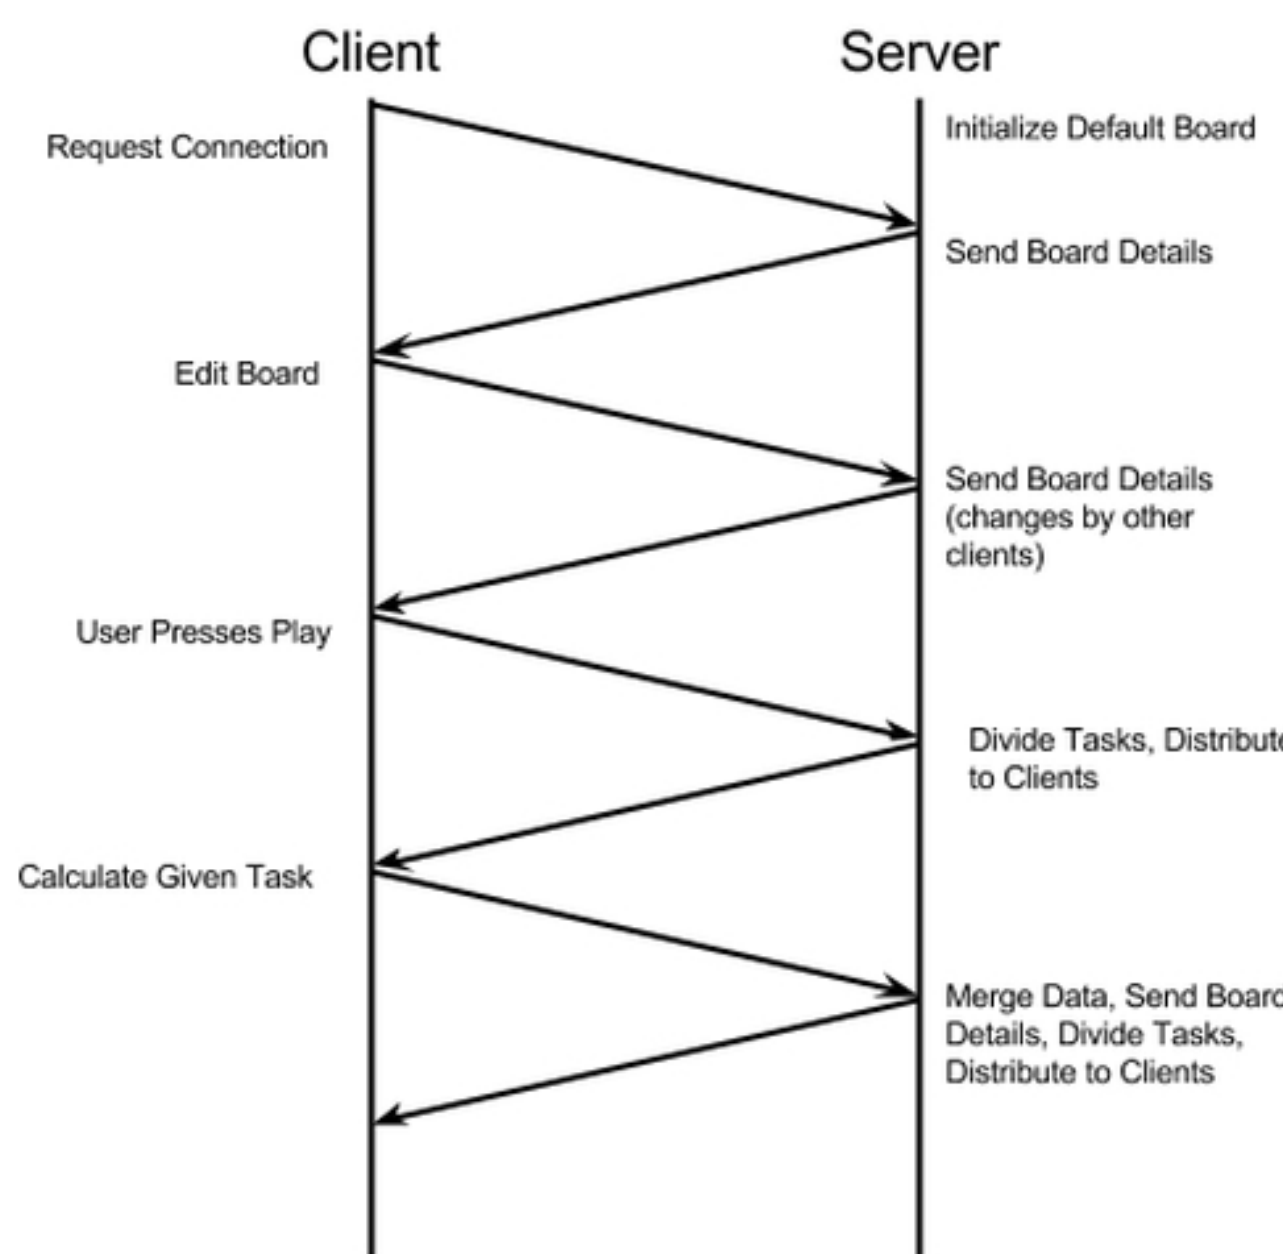 Client
Server
Request Connection
Initialize Default Board
Send Board Details
Edit Board
Send Board Details
(changes by other
clients)
User Presses Play
Divide Tasks, Distribute
to Clients
Calculate Given Task
Merge Data, Send Board
Details, Divide Tasks,
Distribute to Clients